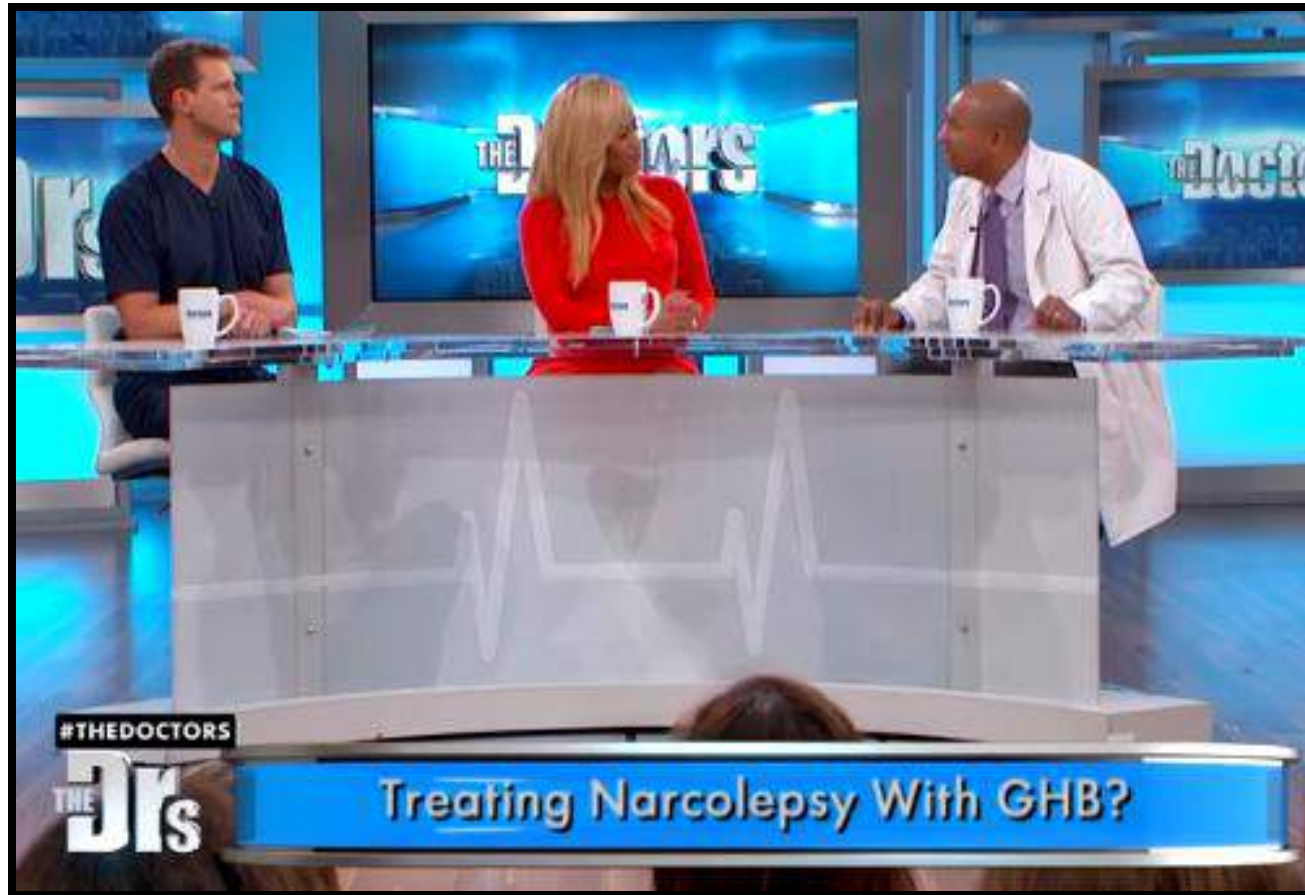 THE Doctors
Drs
THE Doctors
#THEDOCTORS
THE Drs
Treating Narcolepsy With GHB?